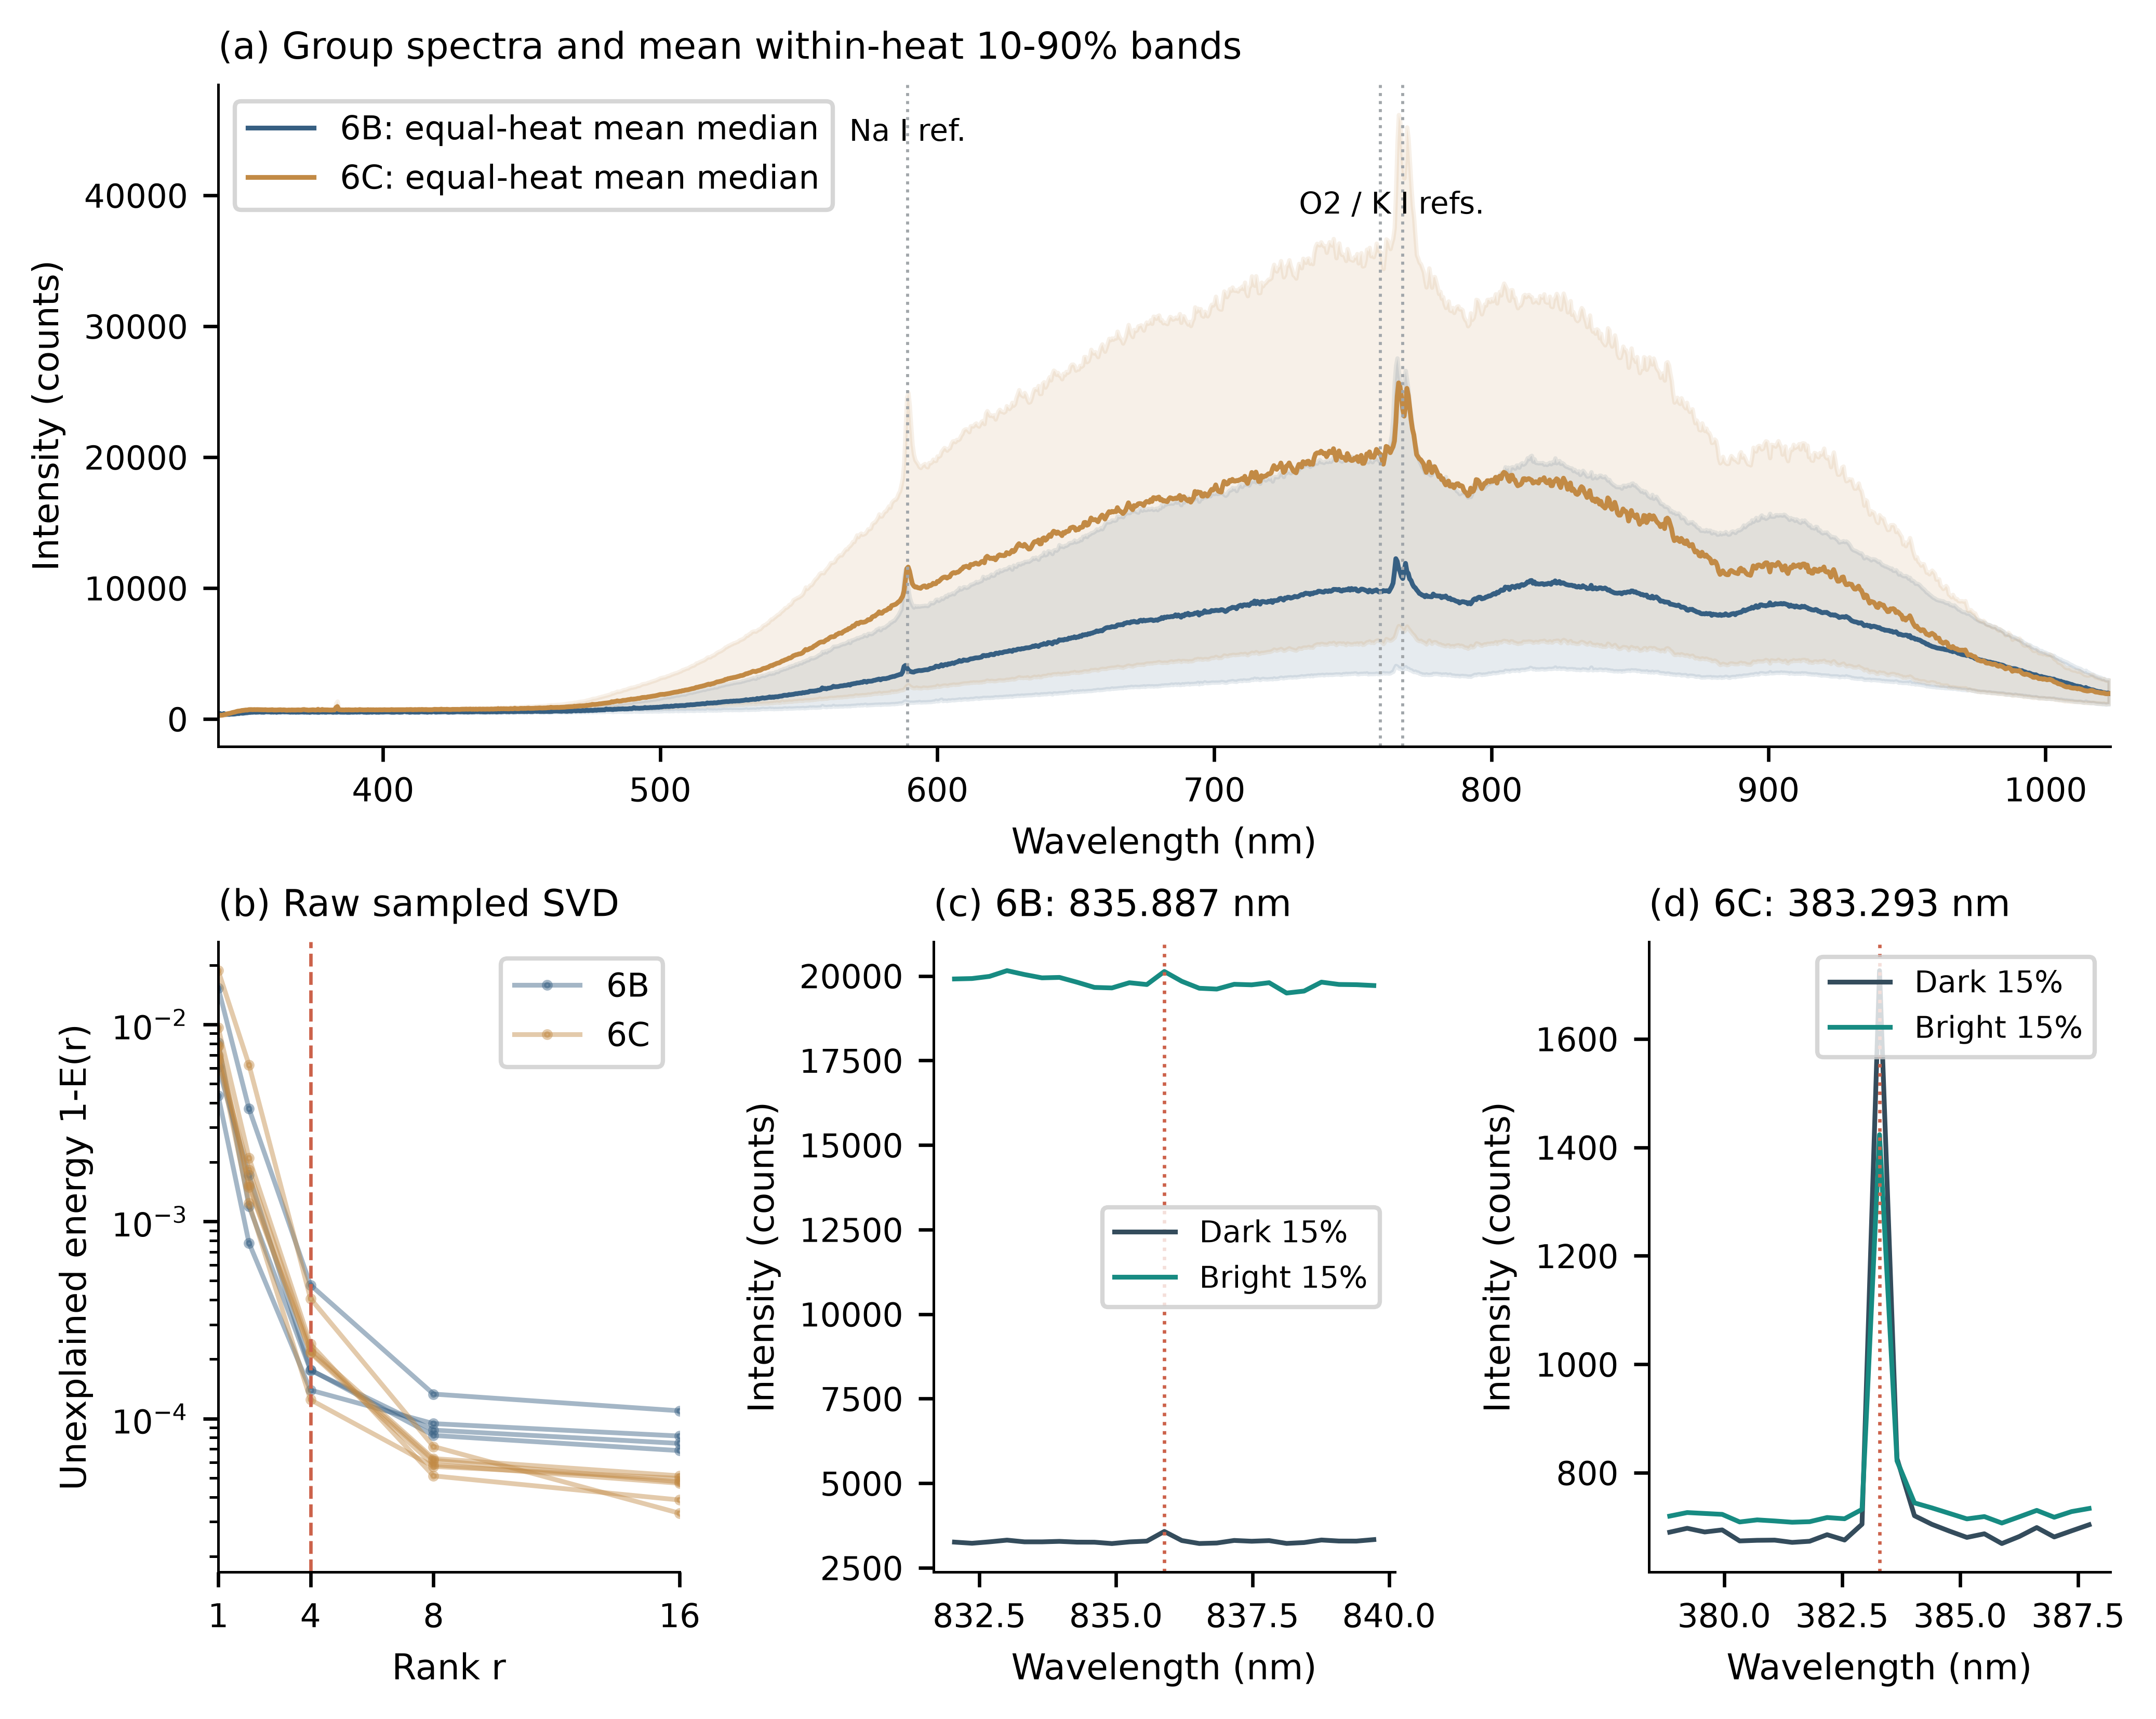 (a) Group spectra and mean within-heat 10-90% bands
6B: equal-heat mean median
6C: equal-heat mean median
Na I ref.
O2 / K I refs.
40000
30000
20000
10000
0
Intensity (counts)
400 500 600 700 800 900 1000
Wavelength (nm)
(b) Raw sampled SVD
6B
6C
10⁻²
10⁻³
10⁻⁴
Unexplained energy 1-E(r)
1 4 8 16
Rank r
(c) 6B: 835.887 nm
20000
17500
15000
12500
10000
7500
5000
2500
Intensity (counts)
Dark 15%
Bright 15%
832.5 835.0 837.5 840.0
Wavelength (nm)
(d) 6C: 383.293 nm
Dark 15%
Bright 15%
1600
1400
1200
1000
800
Intensity (counts)
380.0 382.5 385.0 387.5
Wavelength (nm)